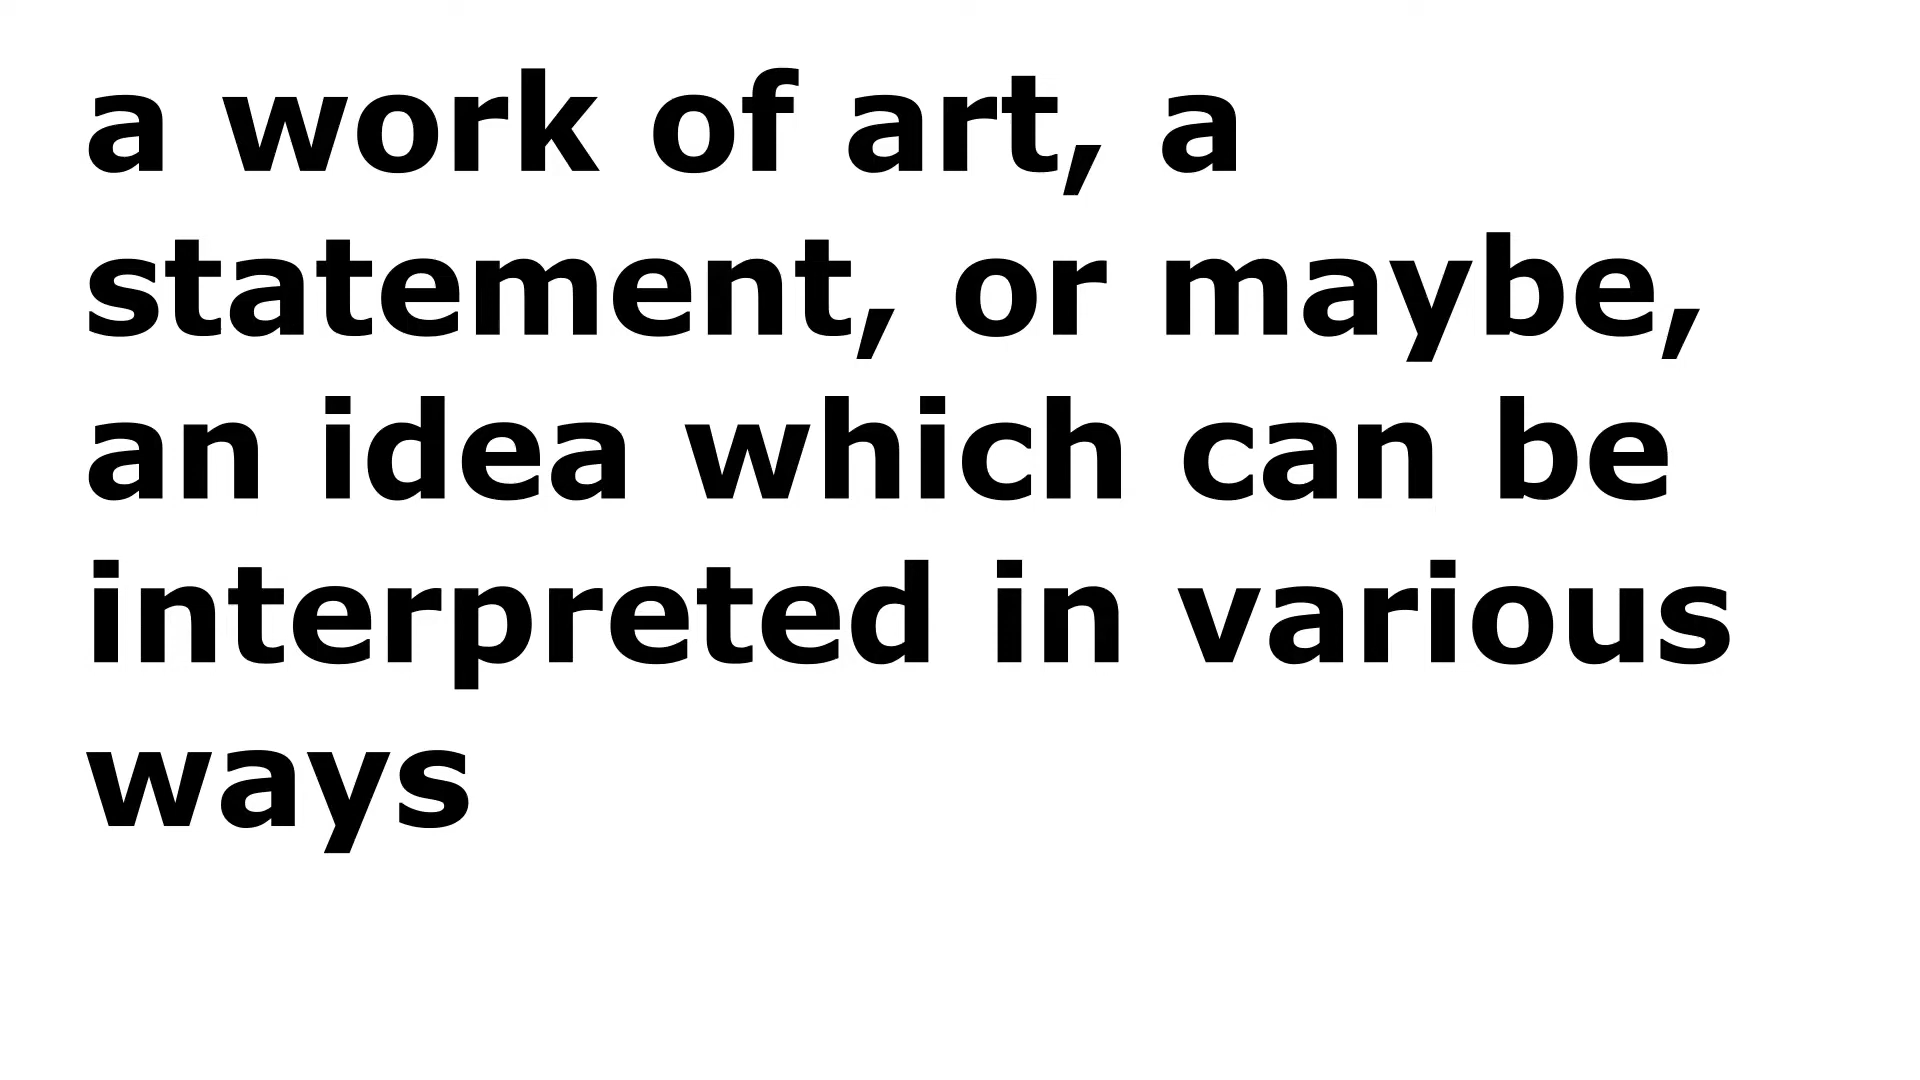 a work of art, a
statement, or maybe,
an idea which can be
interpreted in various
ways